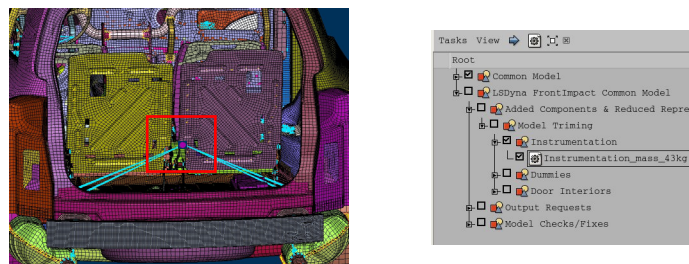 Tasks View
Root
Common Model
LSDyna FrontImpact Common Model
Added Components & Reduced Repre
Model Triming
Instrumentation
Instrumentation_mass_43kg
Dummies
Door Interiors
Output Requests
Model Checks/Fixes